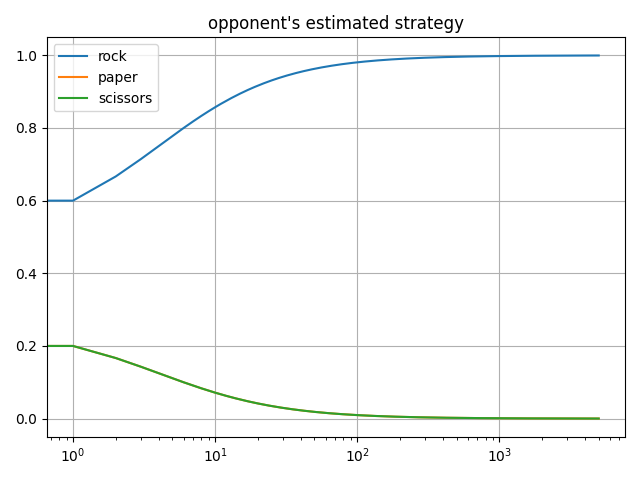 opponent's estimated strategy
rock
paper
scissors
1.0
0.8
0.6
0.4
0.2
0.0
10⁰ 10¹ 10² 10³